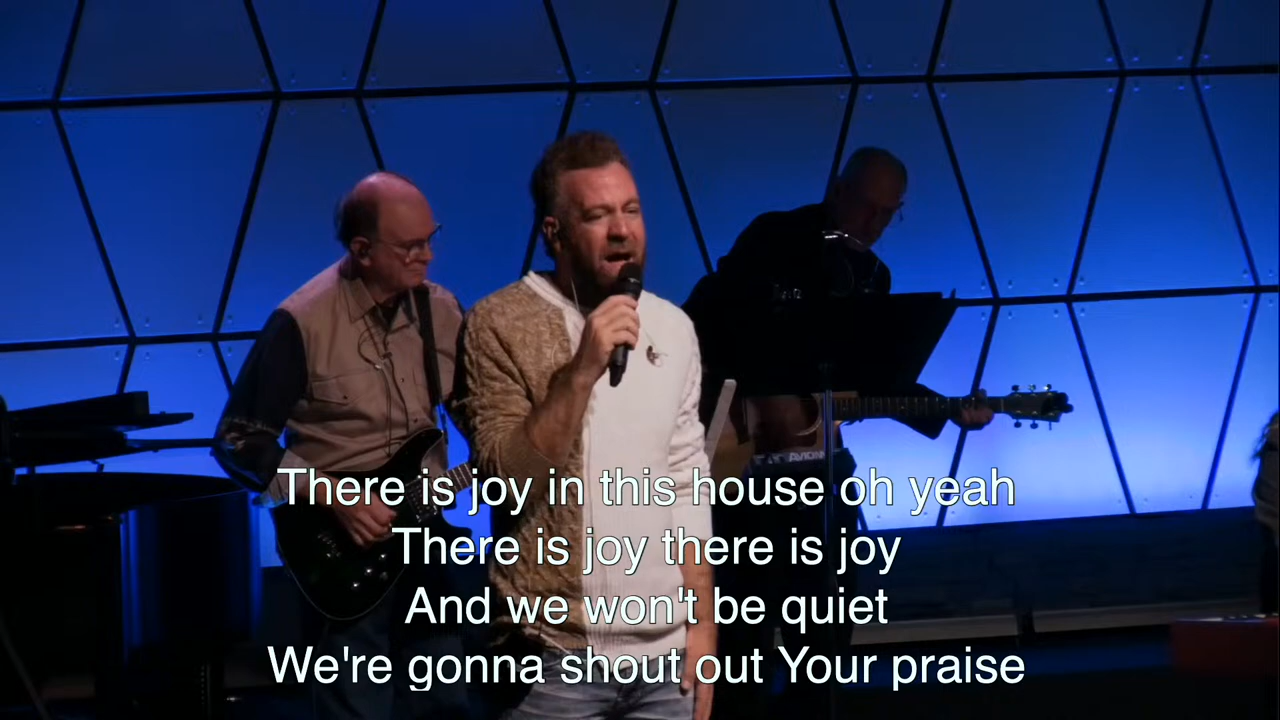 There is joy in this house oh yeah
There is joy there is joy
And we won't be quiet
We're gonna shout out Your praise